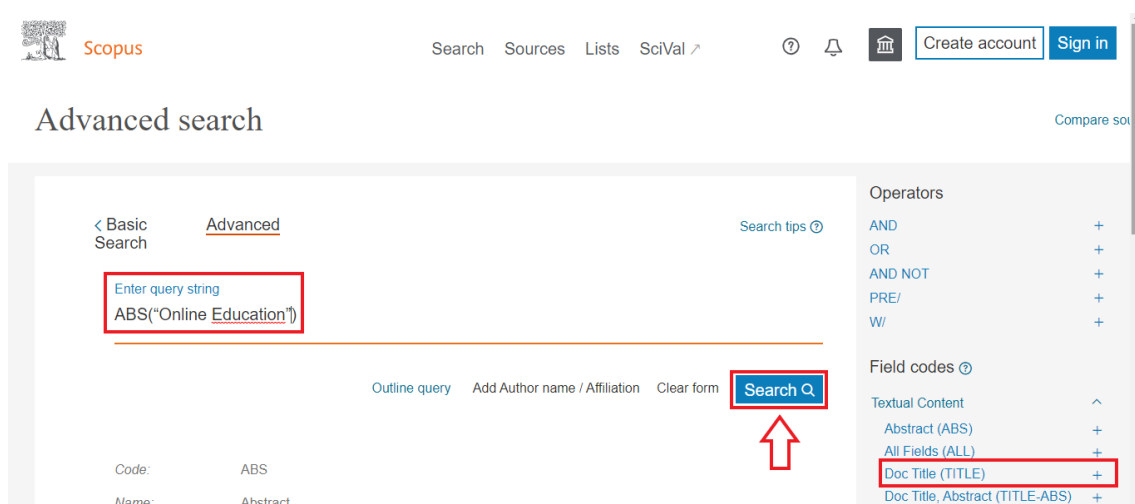 Scopus
Search Sources Lists SciVal ↗
Create account Sign in
Advanced search
Compare sou
< Basic Search
Advanced
Search tips
Enter query string
ABS(“Online Education”)
Outline query Add Author name / Affiliation Clear form Search
Code: ABS
Name: Abstract
Operators
AND +
OR +
AND NOT +
PRE/ +
W/ +
Field codes
Textual Content
Abstract (ABS) +
All Fields (ALL) +
Doc Title (TITLE) +
Doc Title, Abstract (TITLE-ABS) +